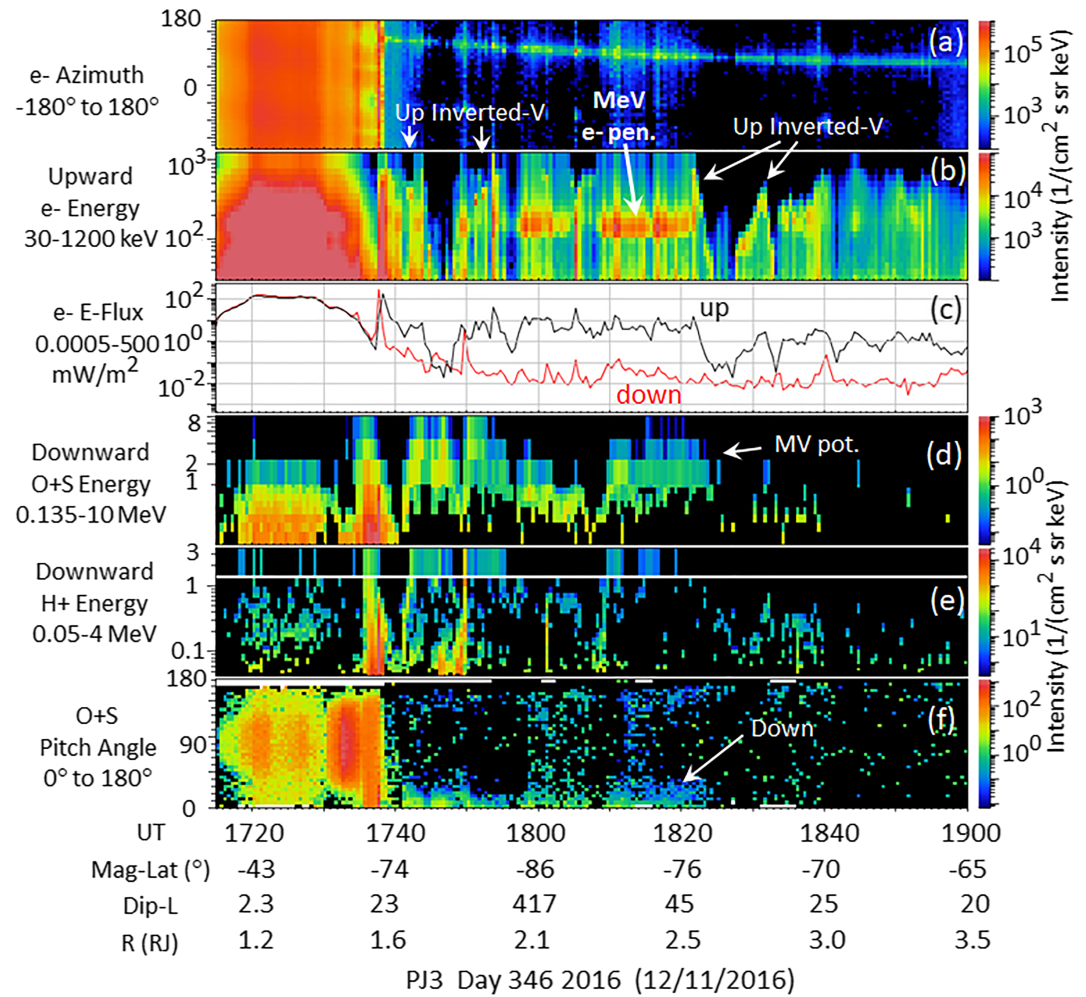 180
(a)
e- Azimuth
-180° to 180°
0
10⁵
10³
MeV
e- pen.
Up Inverted-V
Up Inverted-V
10³
(b)
Upward
e- Energy
30-1200 keV
10²
10⁴
10³
Intensity (1/(cm² s sr keV)
e- E-Flux
0.0005-500
mW/m²
10²
10⁰
10⁻²
up
(c)
down
8
2
1
Downward
O+S Energy
0.135-10 MeV
MV pot.
(d)
10³
10⁰
3
1
0.1
Downward
H+ Energy
0.05-4 MeV
(e)
10⁴
10¹
Intensity (1/(cm² s sr keV)
180
90
0
O+S
Pitch Angle
0° to 180°
(f)
Down
10²
10⁰
UT 1720 1740 1800 1820 1840 1900
Mag-Lat (°) -43 -74 -86 -76 -70 -65
Dip-L 2.3 23 417 45 25 20
R (RJ) 1.2 1.6 2.1 2.5 3.0 3.5
PJ3 Day 346 2016 (12/11/2016)